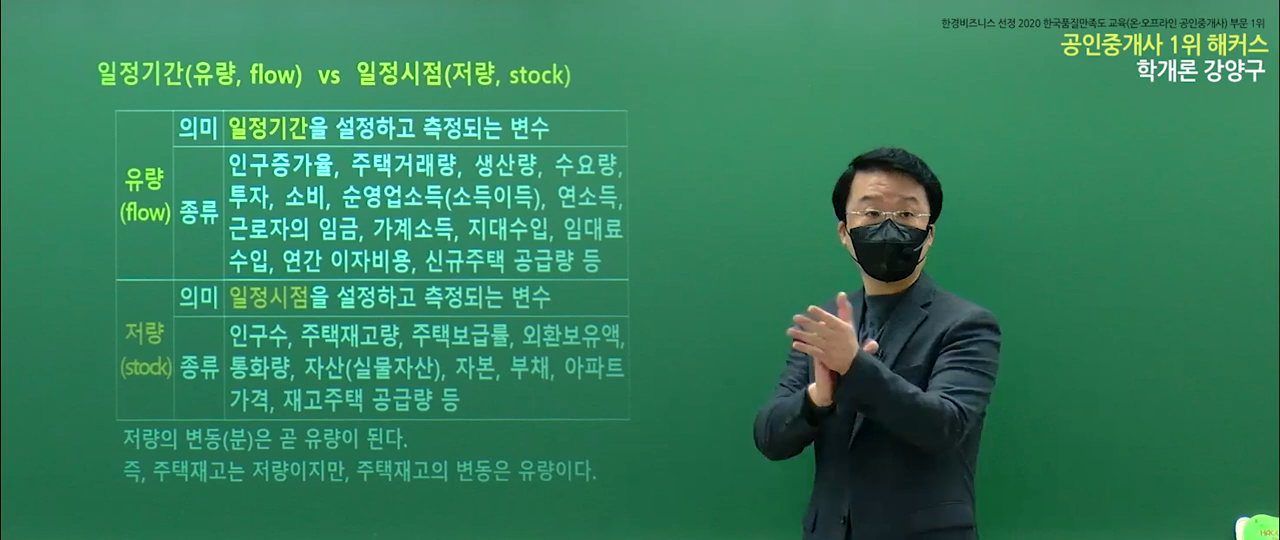 한경비즈니스 선정 2020 한국품질만족도 교육(온·오프라인 공인중개사) 부문 1위
공인중개사 1위 해커스
학개론 강양구
일정기간(유량, flow) vs 일정시점(저량, stock)
유량
(flow)
의미 일정기간을 설정하고 측정되는 변수
종류
인구증가율, 주택거래량, 생산량, 수요량,
투자, 소비, 순영업소득(소득이득), 연소득,
근로자의 임금, 가계소득, 지대수입, 임대료
수입, 연간 이자비용, 신규주택 공급량 등
저량
(stock)
의미 일정시점을 설정하고 측정되는 변수
종류
인구수, 주택재고량, 주택보급률, 외환보유액,
통화량, 자산(실물자산), 자본, 부채, 아파트
가격, 재고주택 공급량 등
저량의 변동(분)은 곧 유량이 된다.
즉, 주택재고는 저량이지만, 주택재고의 변동은 유량이다.